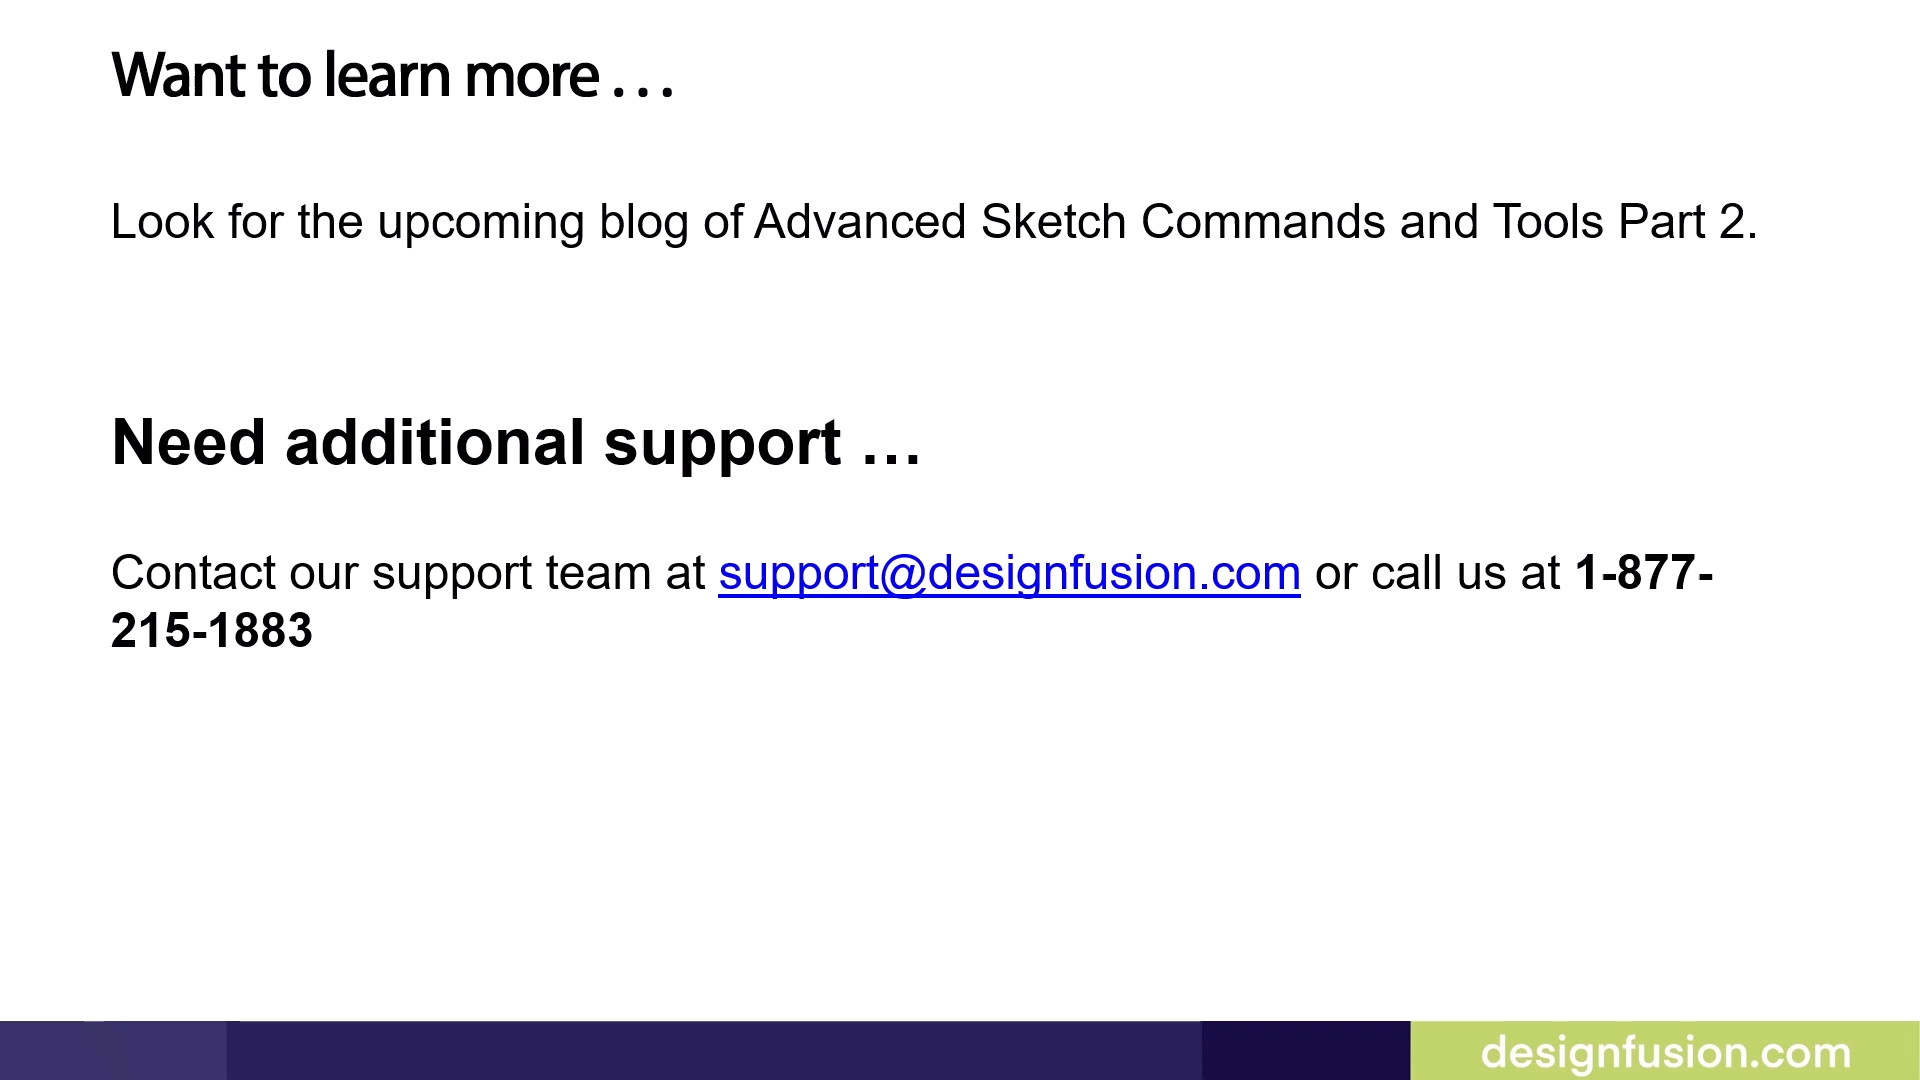 Want to learn more . . .
Look for the upcoming blog of Advanced Sketch Commands and Tools Part 2.
Need additional support …
Contact our support team at support@designfusion.com or call us at 1-877-
215-1883
designfusion.com